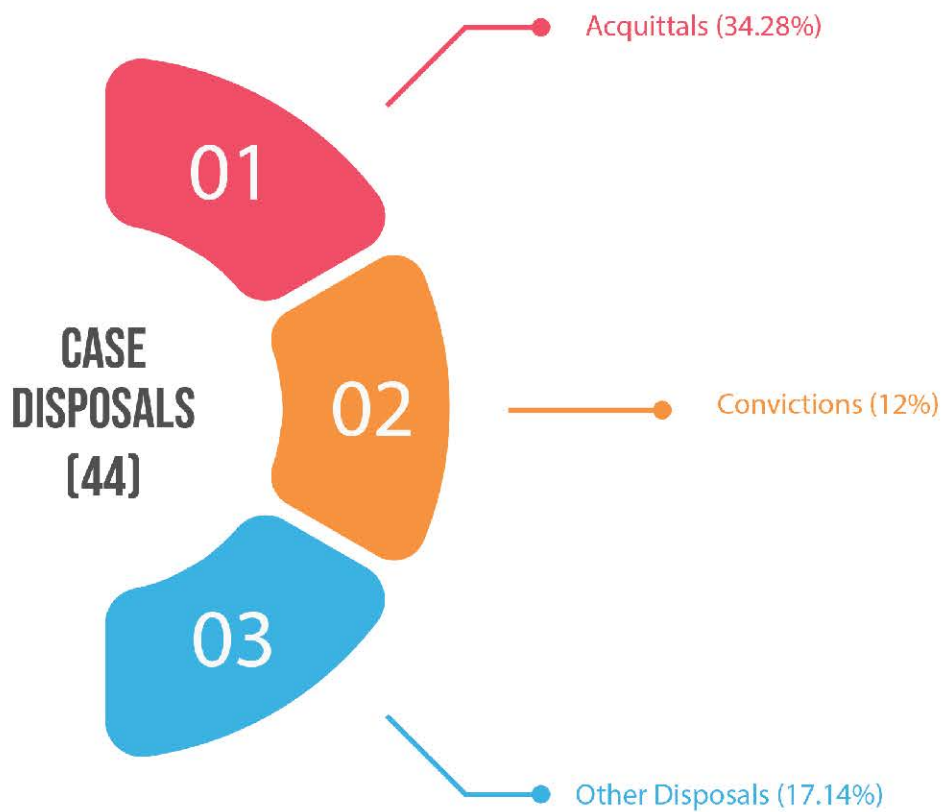 Acquittals (34.28%)
01
CASE
DISPOSALS
(44)
02
Convictions (12%)
03
Other Disposals (17.14%)